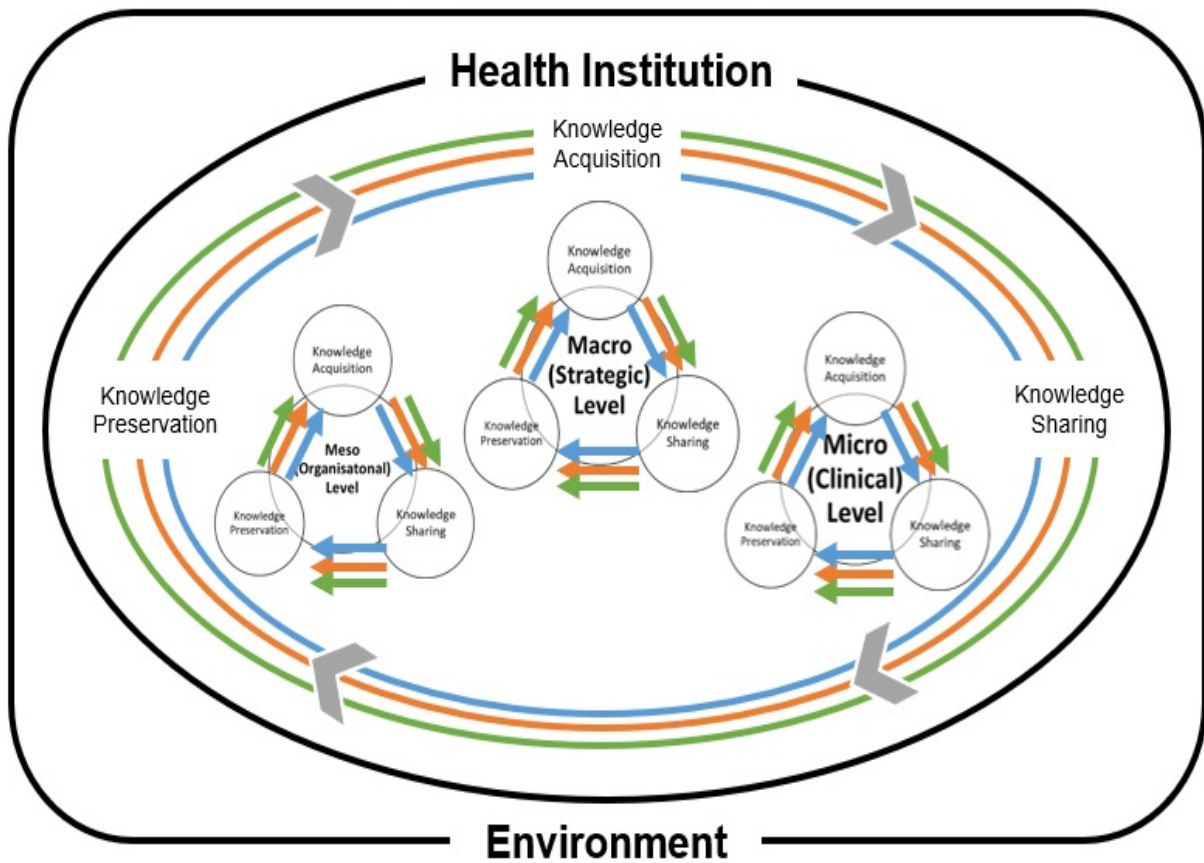 Health Institution
Knowledge
Acquisition
Knowledge
Preservation
Knowledge
Sharing
Knowledge
Acquisition
Macro
(Strategic)
Level
Knowledge
Preservation
Knowledge
Sharing
Knowledge
Acquisition
Meso
(Organisatonal)
Level
Knowledge
Preservation
Knowledge
Sharing
Knowledge
Acquisition
Micro
(Clinical)
Level
Knowledge
Preservation
Knowledge
Sharing
Environment